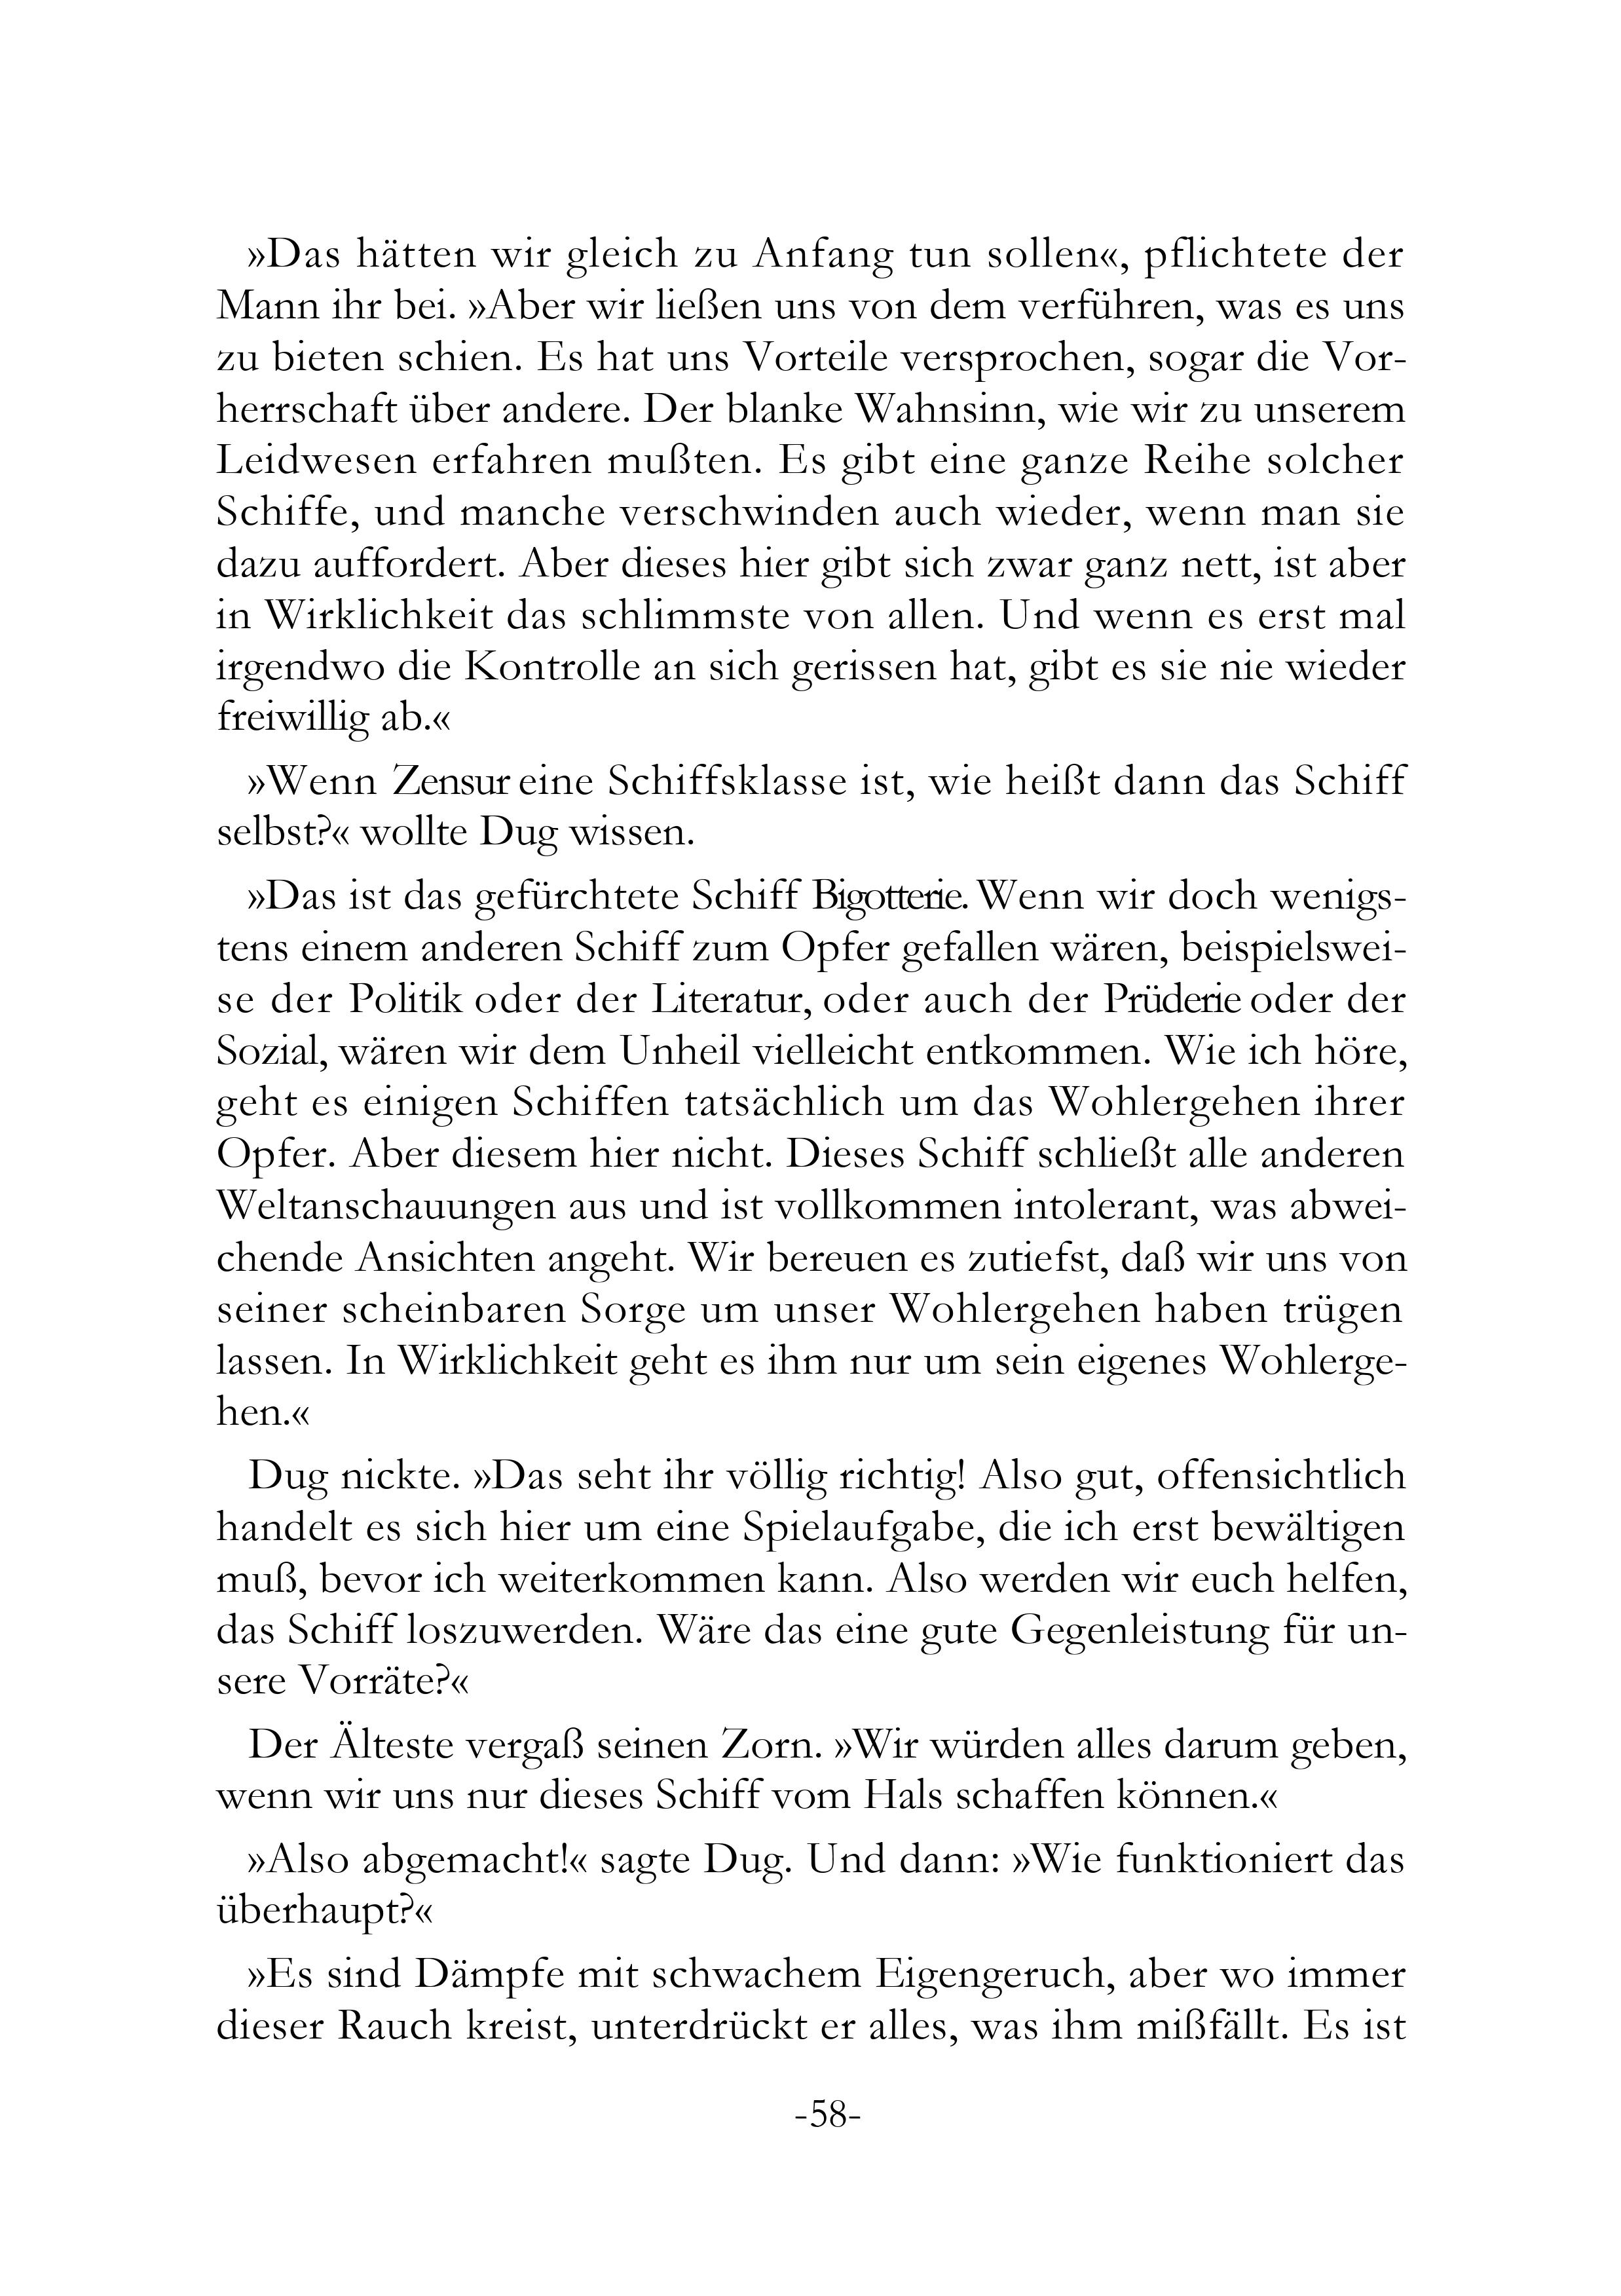 »Das hätten wir gleich zu Anfang tun sollen«, pflichtete der
Mann ihr bei. »Aber wir ließen uns von dem verführen, was es uns
zu bieten schien. Es hat uns Vorteile versprochen, sogar die Vor-
herrschaft über andere. Der blanke Wahnsinn, wie wir zu unserem
Leidwesen erfahren mußten. Es gibt eine ganze Reihe solcher
Schiffe, und manche verschwinden auch wieder, wenn man sie
dazu auffordert. Aber dieses hier gibt sich zwar ganz nett, ist aber
in Wirklichkeit das schlimmste von allen. Und wenn es erst mal
irgendwo die Kontrolle an sich gerissen hat, gibt es sie nie wieder
freiwillig ab.«
»Wenn Zensur eine Schiffsklasse ist, wie heißt dann das Schiff
selbst?« wollte Dug wissen.
»Das ist das gefürchtete Schiff Bigotterie. Wenn wir doch wenigs-
tens einem anderen Schiff zum Opfer gefallen wären, beispielswei-
se der Politik oder der Literatur, oder auch der Prüderie oder der
Sozial, wären wir dem Unheil vielleicht entkommen. Wie ich höre,
geht es einigen Schiffen tatsächlich um das Wohlergehen ihrer
Opfer. Aber diesem hier nicht. Dieses Schiff schließt alle anderen
Weltanschauungen aus und ist vollkommen intolerant, was abwei-
chende Ansichten angeht. Wir bereuen es zutiefst, daß wir uns von
seiner scheinbaren Sorge um unser Wohlergehen haben trügen
lassen. In Wirklichkeit geht es ihm nur um sein eigenes Wohlerge-
hen.«
Dug nickte. »Das seht ihr völlig richtig! Also gut, offensichtlich
handelt es sich hier um eine Spielaufgabe, die ich erst bewältigen
muß, bevor ich weiterkommen kann. Also werden wir euch helfen,
das Schiff loszuwerden. Wäre das eine gute Gegenleistung für un-
sere Vorräte?«
Der Älteste vergaß seinen Zorn. »Wir würden alles darum geben,
wenn wir uns nur dieses Schiff vom Hals schaffen können.«
»Also abgemacht!« sagte Dug. Und dann: »Wie funktioniert das
überhaupt?«
»Es sind Dämpfe mit schwachem Eigengeruch, aber wo immer
dieser Rauch kreist, unterdrückt er alles, was ihm mißfällt. Es ist
-58-